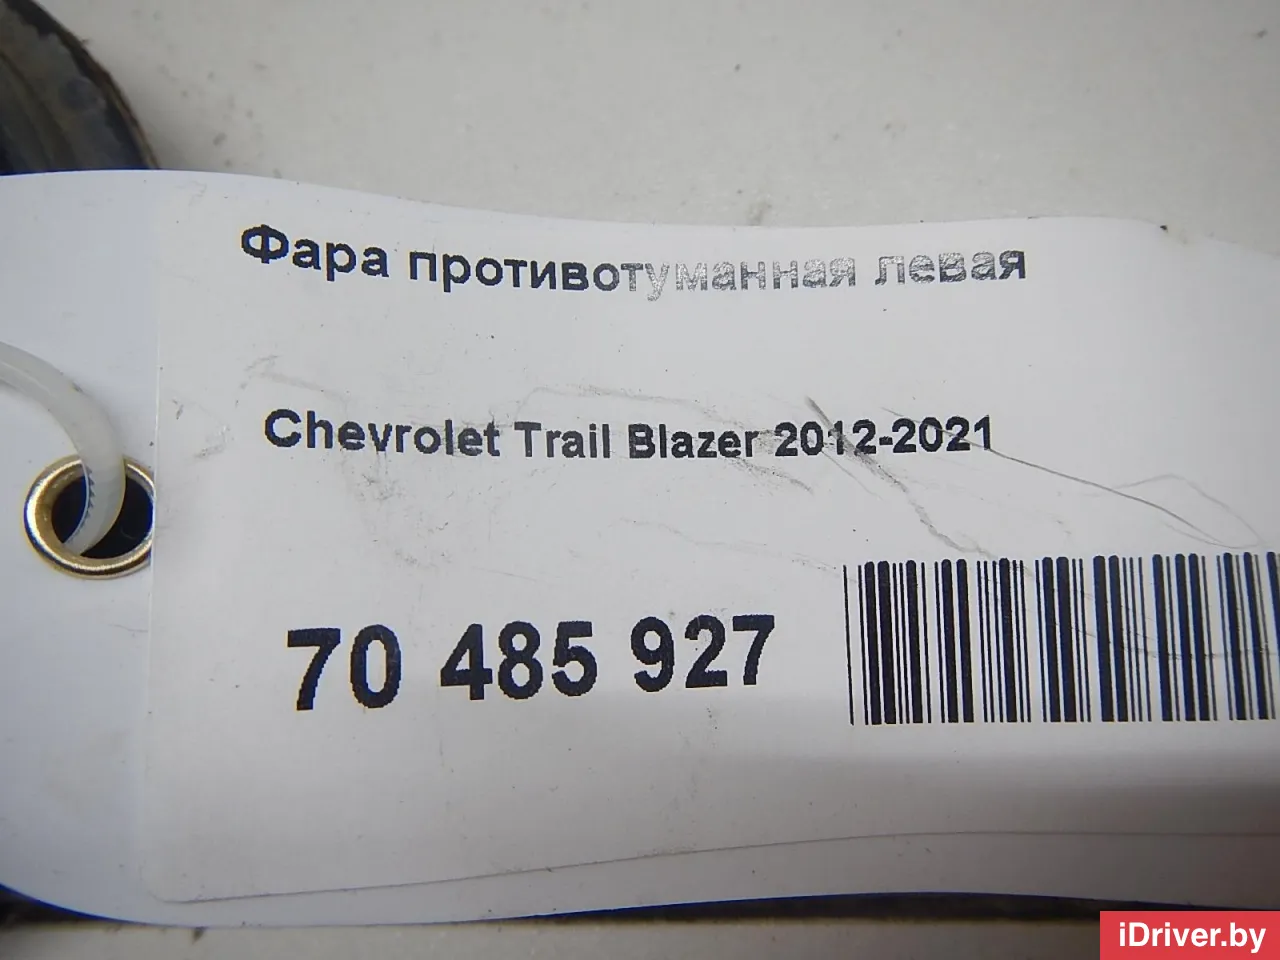 Фара противотуманная левая
Chevrolet Trail Blazer 2012-2021
70 485 927
iDriver.by